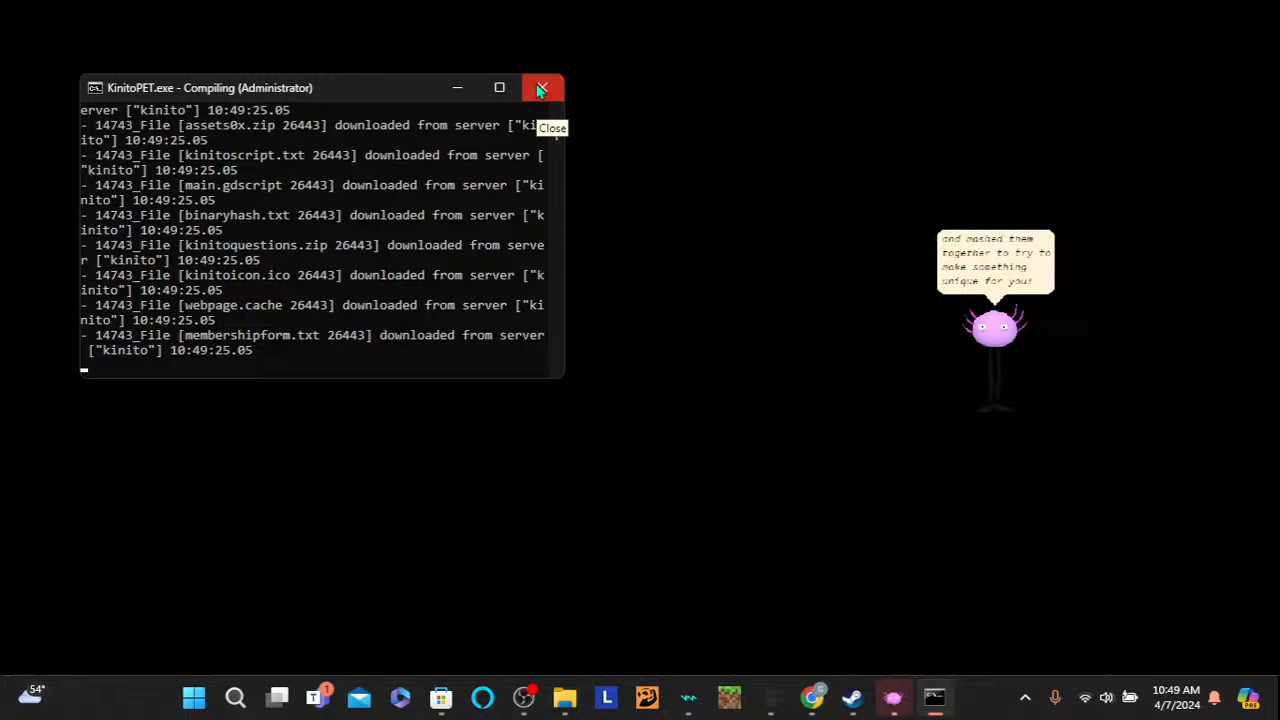 KinitoPET.exe - Compiling (Administrator)
erver ["kinito"] 10:49:25.05
- 14743_File [assets0x.zip 26443] downloaded from server ["ki
nito"] 10:49:25.05
- 14743_File [kinitoscript.txt 26443] downloaded from server [
"kinito"] 10:49:25.05
- 14743_File [main.gdscript 26443] downloaded from server ["ki
nito"] 10:49:25.05
- 14743_File [binaryhash.txt 26443] downloaded from server ["k
inito"] 10:49:25.05
- 14743_File [kinitoquestions.zip 26443] downloaded from serve
r ["kinito"] 10:49:25.05
- 14743_File [kinitoicon.ico 26443] downloaded from server ["k
inito"] 10:49:25.05
- 14743_File [webpage.cache 26443] downloaded from server ["ki
nito"] 10:49:25.05
- 14743_File [membershipform.txt 26443] downloaded from server
["kinito"] 10:49:25.05
Close
and mashed them
together to try to
make something
unique for you!
54°
T
1
L
G
10:49 AM
4/7/2024
PRE